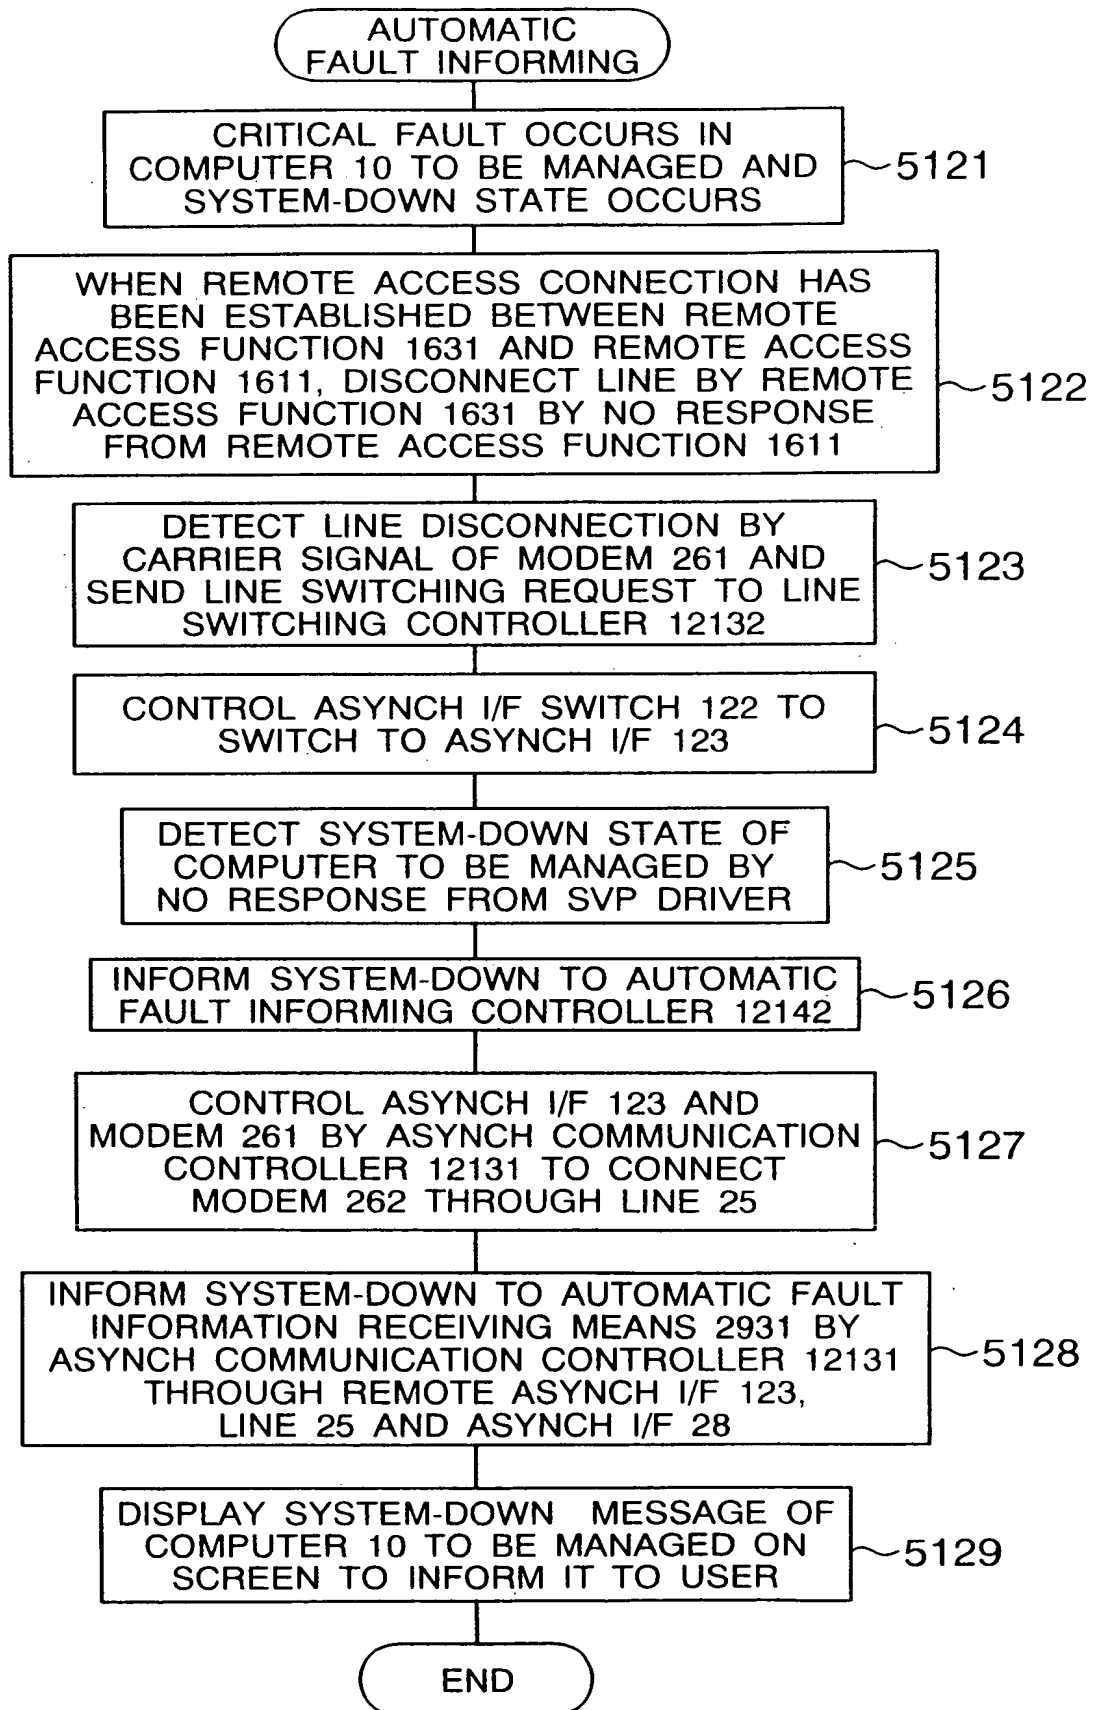 AUTOMATIC
FAULT INFORMING
CRITICAL FAULT OCCURS IN
COMPUTER 10 TO BE MANAGED AND
SYSTEM-DOWN STATE OCCURS
5121
WHEN REMOTE ACCESS CONNECTION HAS
BEEN ESTABLISHED BETWEEN REMOTE
ACCESS FUNCTION 1631 AND REMOTE ACCESS
FUNCTION 1611, DISCONNECT LINE BY REMOTE
ACCESS FUNCTION 1631 BY NO RESPONSE
FROM REMOTE ACCESS FUNCTION 1611
5122
DETECT LINE DISCONNECTION BY
CARRIER SIGNAL OF MODEM 261 AND
SEND LINE SWITCHING REQUEST TO LINE
SWITCHING CONTROLLER 12132
5123
CONTROL ASYNCH I/F SWITCH 122 TO
SWITCH TO ASYNCH I/F 123
5124
DETECT SYSTEM-DOWN STATE OF
COMPUTER TO BE MANAGED BY
NO RESPONSE FROM SVP DRIVER
5125
INFORM SYSTEM-DOWN TO AUTOMATIC
FAULT INFORMING CONTROLLER 12142
5126
CONTROL ASYNCH I/F 123 AND
MODEM 261 BY ASYNCH COMMUNICATION
CONTROLLER 12131 TO CONNECT
MODEM 262 THROUGH LINE 25
5127
INFORM SYSTEM-DOWN TO AUTOMATIC FAULT
INFORMATION RECEIVING MEANS 2931 BY
ASYNCH COMMUNICATION CONTROLLER 12131
THROUGH REMOTE ASYNCH I/F 123,
LINE 25 AND ASYNCH I/F 28
5128
DISPLAY SYSTEM-DOWN MESSAGE OF
COMPUTER 10 TO BE MANAGED ON
SCREEN TO INFORM IT TO USER
5129
END